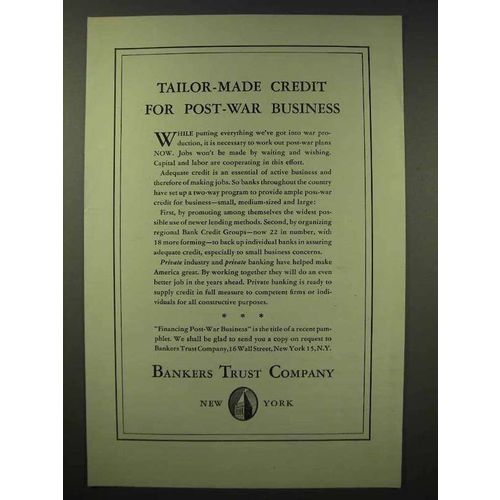 TAILOR-MADE CREDIT
FOR POST-WAR BUSINESS
WHILE putting everything we've got into war pro-
duction, it is necessary to work out post-war plans
NOW. Jobs won't be made by waiting and wishing.
Capital and labor are cooperating in this effort.
Adequate credit is an essential of active business and
therefore of making jobs. So banks throughout the country
have set up a two-way program to provide ample post-war
credit for business—small, medium-sized and large:
First, by promoting among themselves the widest pos-
sible use of newer lending methods. Second, by organizing
regional Bank Credit Groups—now 22 in number, with
18 more forming—to back up individual banks in assuring
adequate credit, especially to small business concerns.
Private industry and private banking have helped make
America great. By working together they will do an even
better job in the years ahead. Private banking is ready to
supply credit in full measure to competent firms or indi-
viduals for all constructive purposes.
* * *
"Financing Post-War Business" is the title of a recent pam-
phlet. We shall be glad to send you a copy on request to
Bankers Trust Company, 16 Wall Street, New York 15, N.Y.
BANKERS TRUST COMPANY
NEW YORK